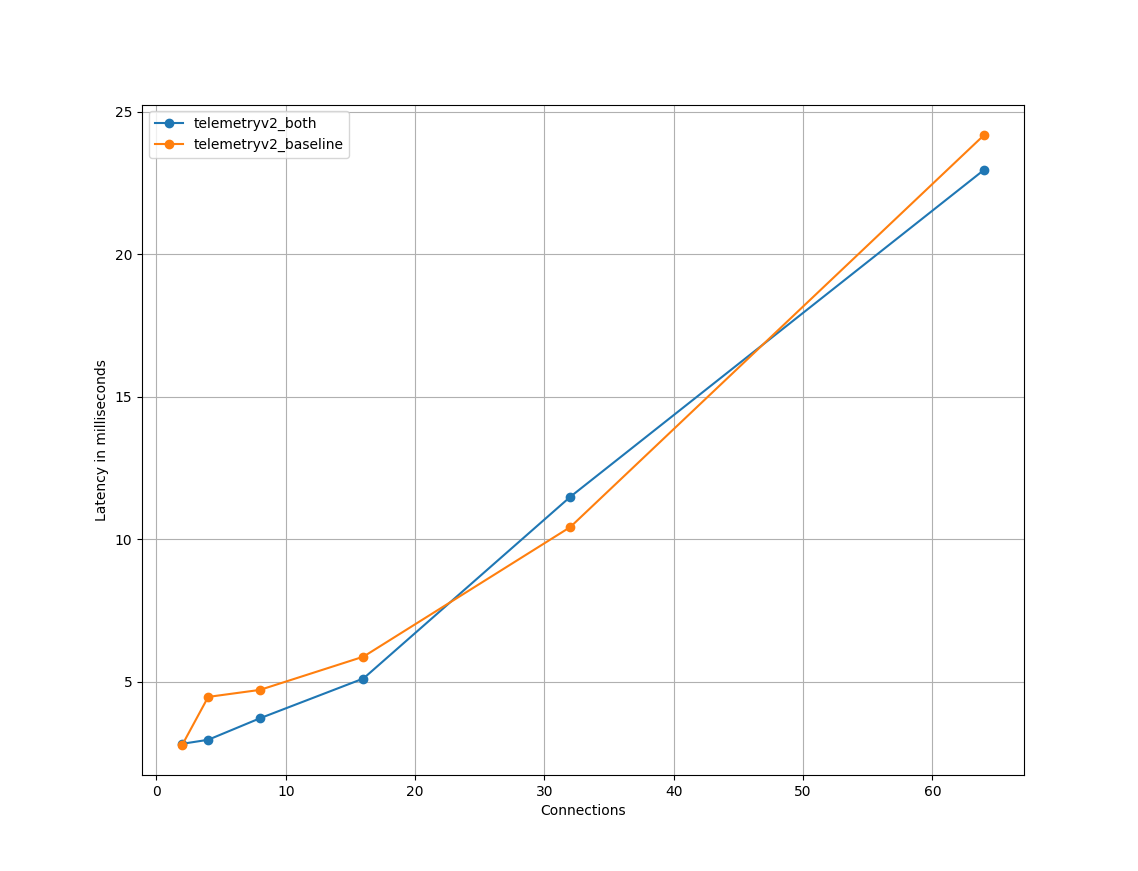 telemetryv2_both
telemetryv2_baseline
25
20
15
10
5
Latency in milliseconds
0 10 20 30 40 50 60
Connections